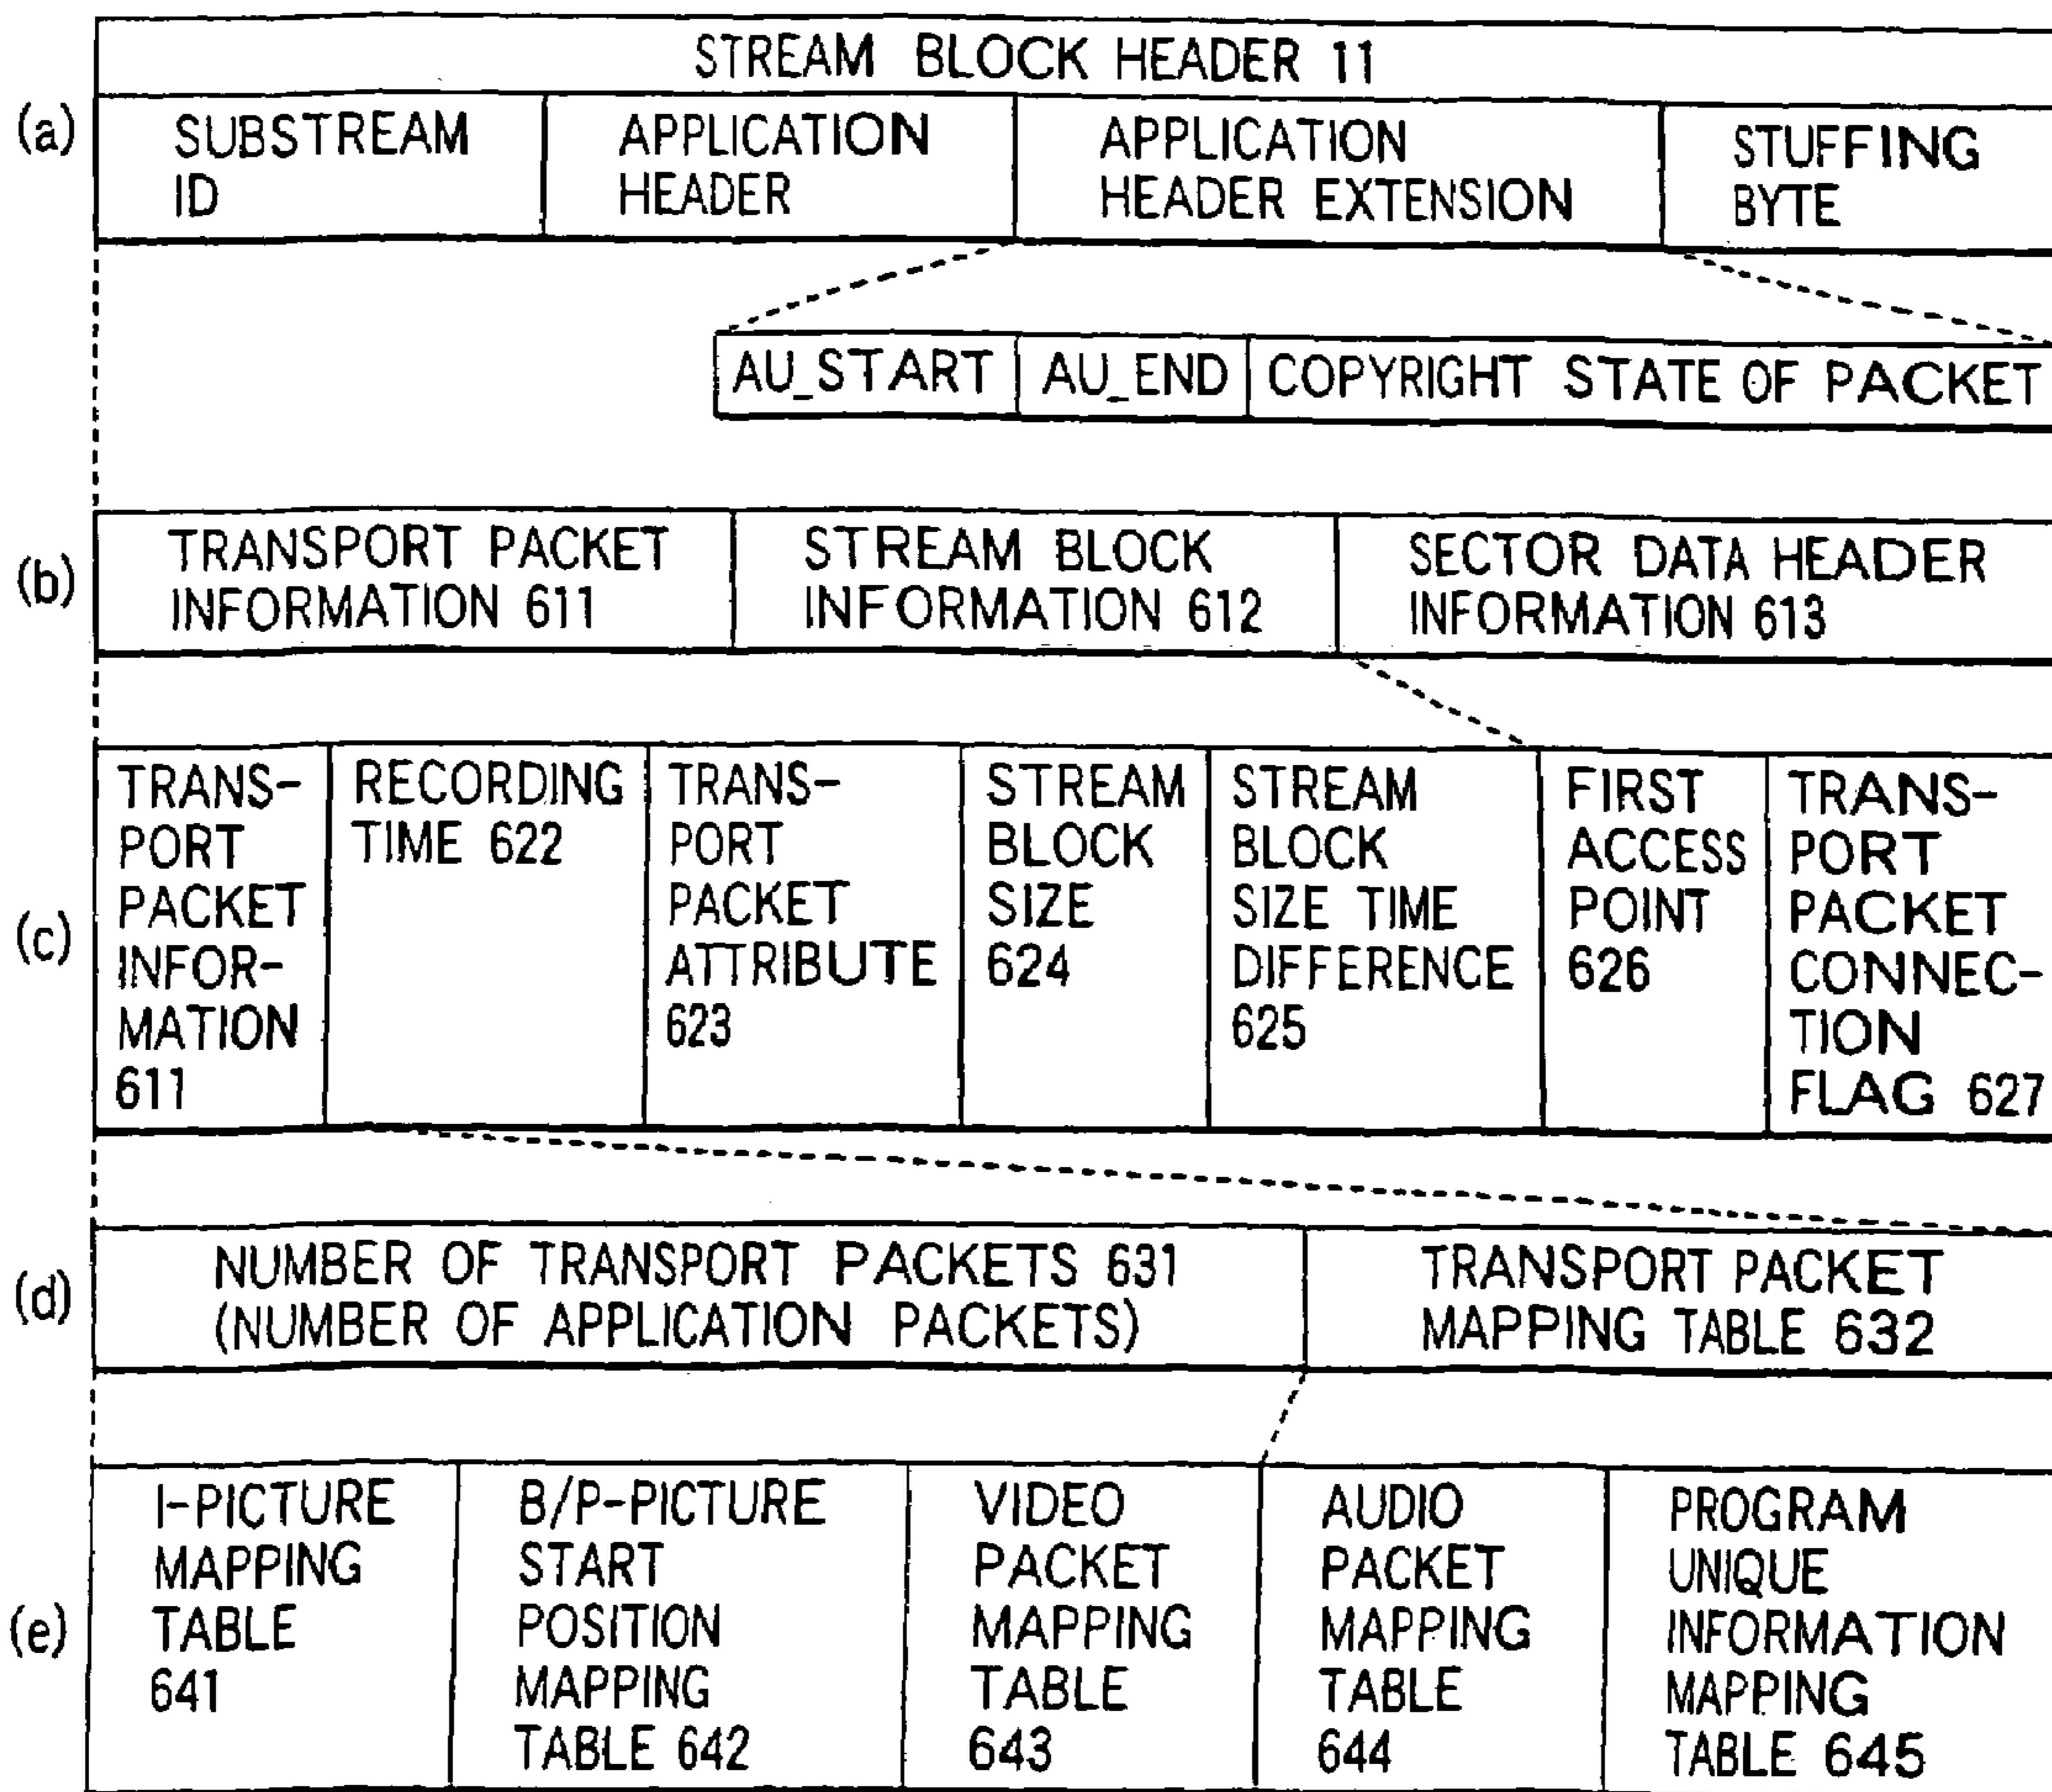 STREAM BLOCK HEADER 11
(a)
SUBSTREAM
ID
APPLICATION
HEADER
APPLICATION
HEADER EXTENSION
STUFFING
BYTE
AU_START
AU_END
COPYRIGHT STATE OF PACKET
(b)
TRANSPORT PACKET
INFORMATION 611
STREAM BLOCK
INFORMATION 612
SECTOR DATA HEADER
INFORMATION 613
(c)
TRANS-
PORT
PACKET
INFOR-
MATION
611
RECORDING
TIME 622
TRANS-
PORT
PACKET
ATTRIBUTE
623
STREAM
BLOCK
SIZE
624
STREAM
BLOCK
SIZE TIME
DIFFERENCE
625
FIRST
ACCESS
POINT
626
TRANS-
PORT
PACKET
CONNEC-
TION
FLAG 627
(d)
NUMBER OF TRANSPORT PACKETS 631
(NUMBER OF APPLICATION PACKETS)
TRANSPORT PACKET
MAPPING TABLE 632
(e)
I-PICTURE
MAPPING
TABLE
641
B/P-PICTURE
START
POSITION
MAPPING
TABLE 642
VIDEO
PACKET
MAPPING
TABLE
643
AUDIO
PACKET
MAPPING
TABLE
644
PROGRAM
UNIQUE
INFORMATION
MAPPING
TABLE 645